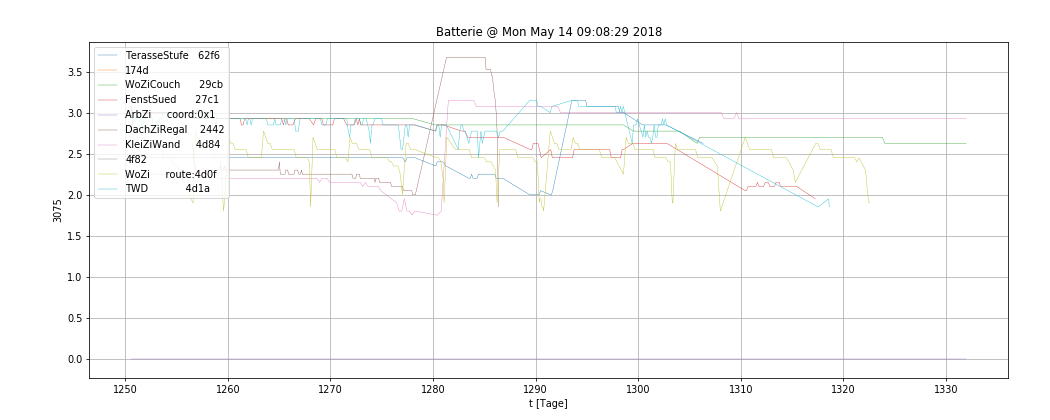 Batterie @ Mon May 14 09:08:29 2018
TerasseStufe 62f6
174d
WoZiCouch 29cb
FenstSued 27c1
ArbZi coord:0x1
DachZiRegal 2442
KleiZiWand 4d84
4f82
WoZi route:4d0f
TWD 4d1a
3.5
3.0
2.5
2.0
1.5
1.0
0.5
0.0
3075
1250 1260 1270 1280 1290 1300 1310 1320 1330
t [Tage]